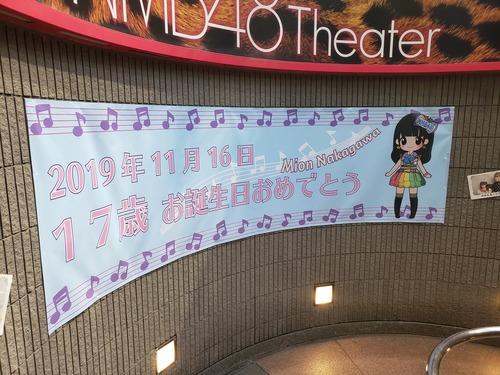 NMB48 Theater
2019年11月16日
Mion Nakagawa
17歳 お誕生日おめでとう